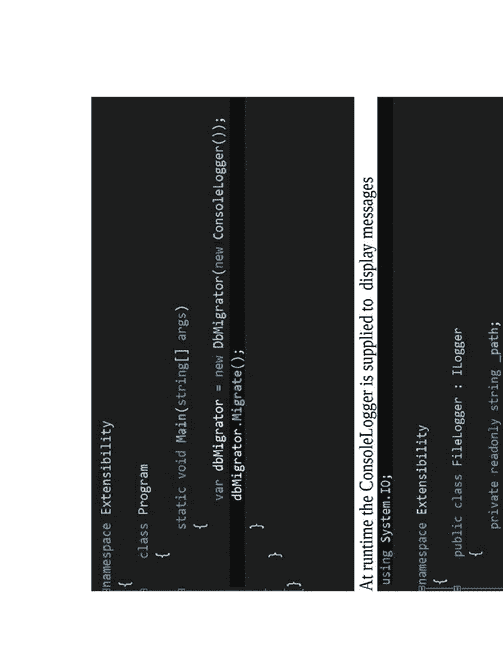 namespace Extensibility
{
class Program
{
static void Main(string[] args)
{
var dbMigrator = new DbMigrator(new ConsoleLogger());
dbMigrator.Migrate();
}
}
}
At runtime the ConsoleLogger is supplied to display messages
using System.IO;
namespace Extensibility
{
public class FileLogger : ILogger
{
private readonly string _path;